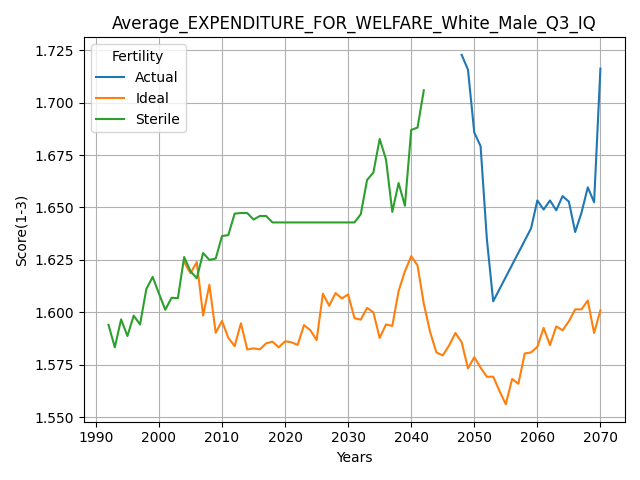 Average_EXPENDITURE_FOR_WELFARE_White_Male_Q3_IQ
Fertility
Actual
Ideal
Sterile
Score(1-3)
1.725
1.700
1.675
1.650
1.625
1.600
1.575
1.550
1990 2000 2010 2020 2030 2040 2050 2060 2070
Years